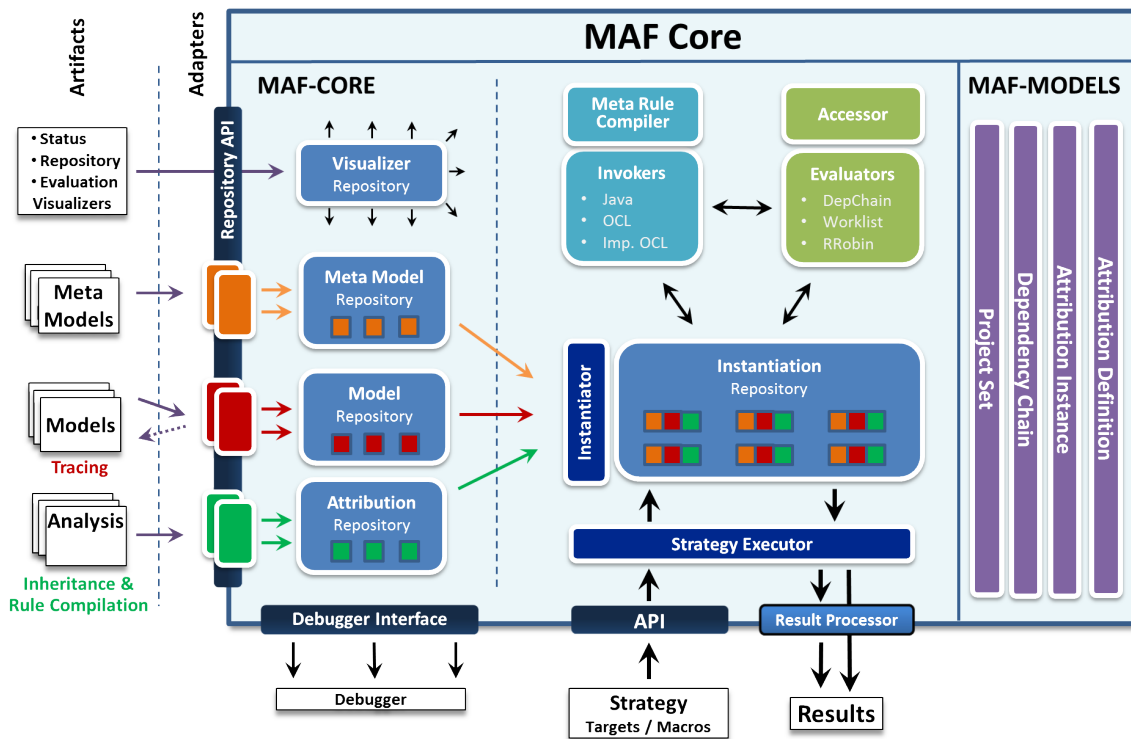 MAF Core
Artifacts
Adapters
MAF-CORE
MAF-MODELS
• Status
• Repository
• Evaluation
Visualizers
Repository API
Visualizer
Repository
Meta Rule
Compiler
Accessor
Invokers
• Java
• OCL
• Imp. OCL
Evaluators
• DepChain
• Worklist
• RRobin
Meta
Models
Meta Model
Repository
Models
Tracing
Model
Repository
Analysis
Inheritance &
Rule Compilation
Attribution
Repository
Instantiator
Instantiation
Repository
Strategy Executor
Project Set
Dependency Chain
Attribution Instance
Attribution Definition
Debugger Interface
API
Result Processor
Debugger
Strategy
Targets / Macros
Results